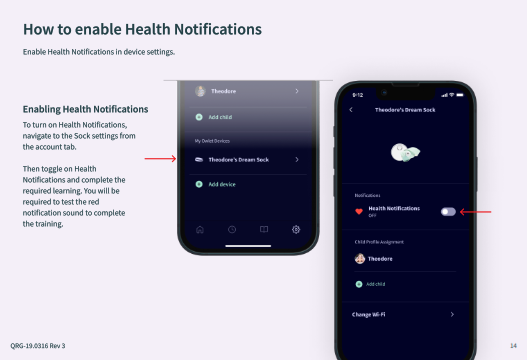 How to enable Health Notifications
Enable Health Notifications in device settings.
Enabling Health Notifications
To turn on Health Notifications,
navigate to the Sock settings from
the account tab.
Then toggle on Health
Notifications and complete the
required learning. You will be
required to test the red
notification sound to complete
the training.
Theodore
Add child
My Owlet Devices
Theodore's Dream Sock
Add device
9:12
Theodore's Dream Sock
Notifications
Health Notifications
OFF
Child Profile Assignment
Theodore
Add child
Change Wi-Fi
QRG-19.0316 Rev 3
14